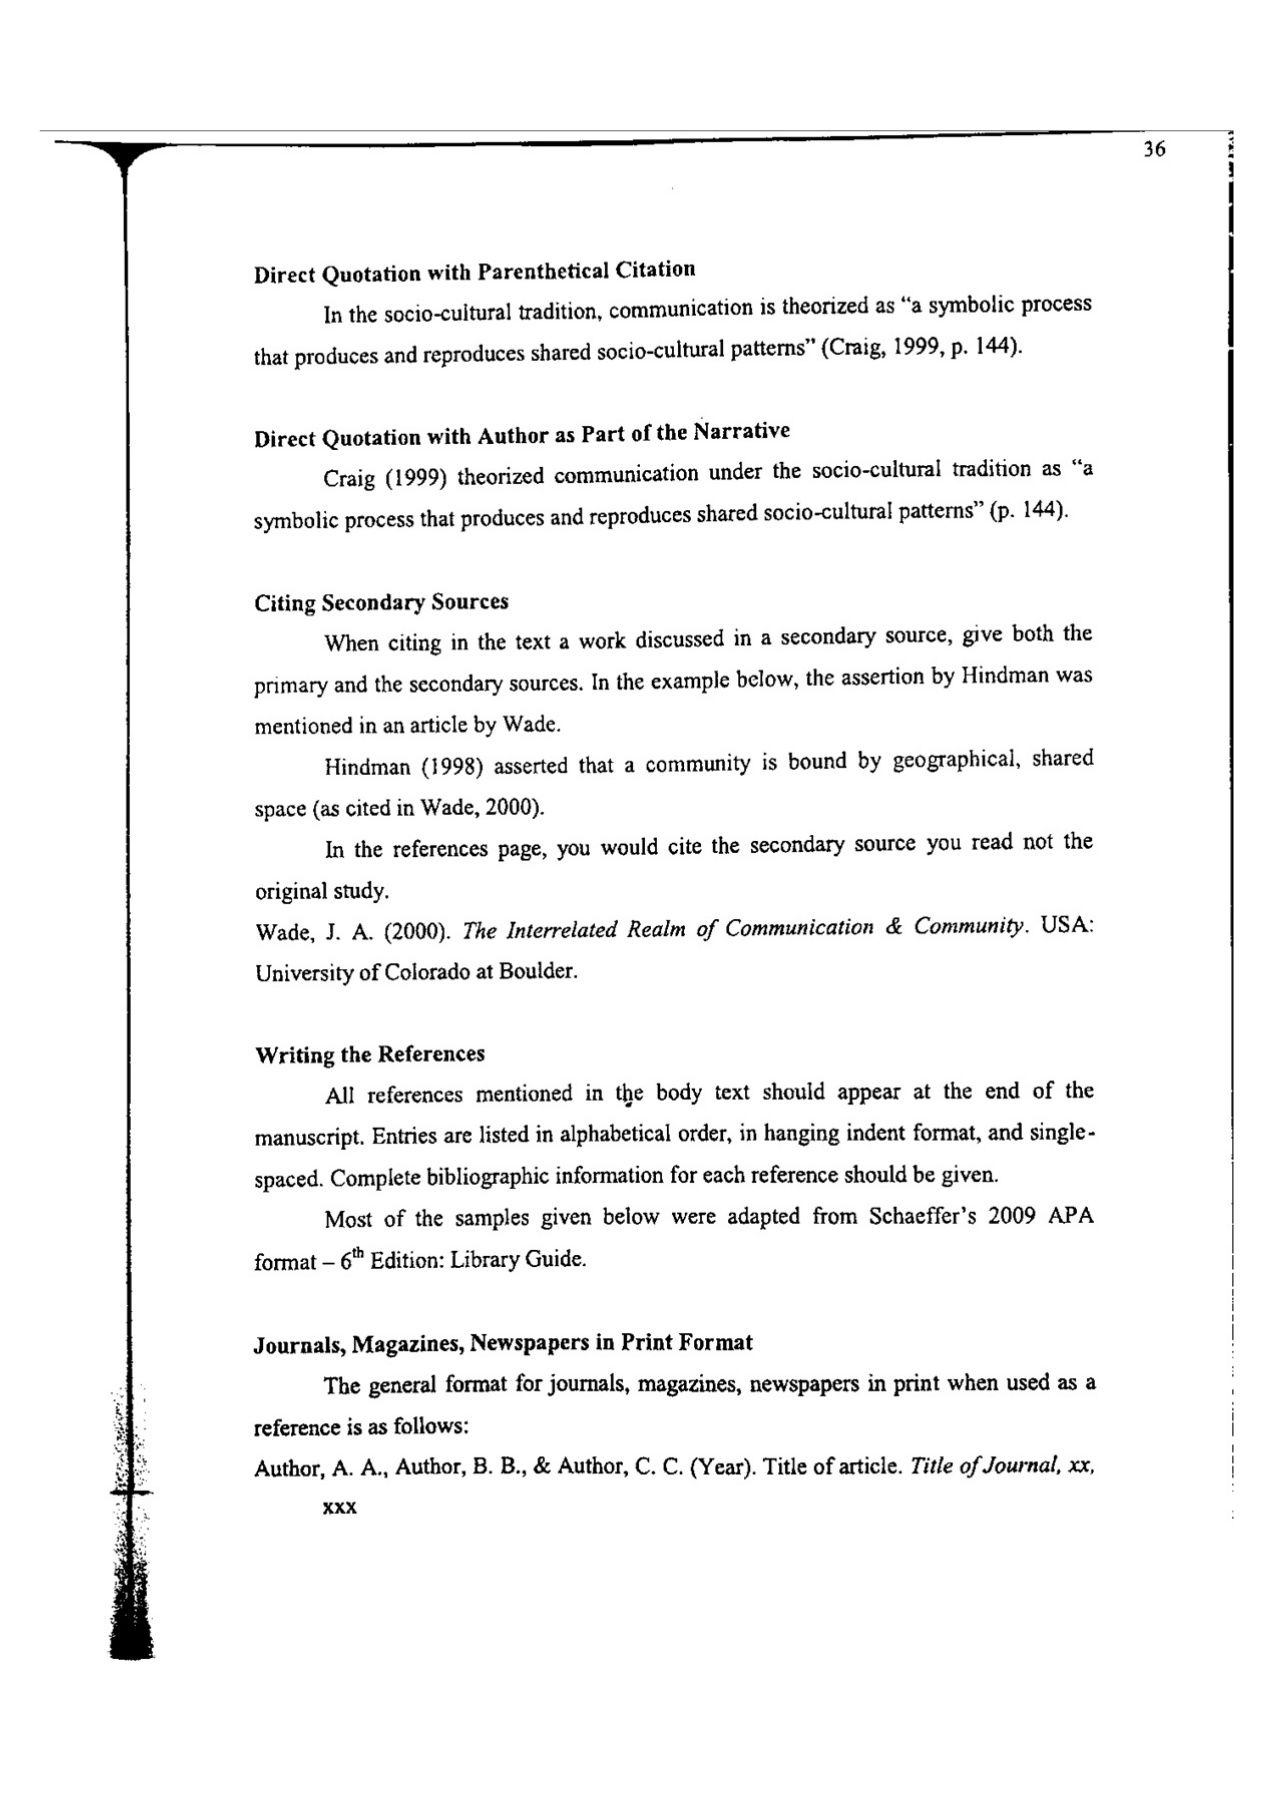 36
Direct Quotation with Parenthetical Citation
In the socio-cultural tradition, communication is theorized as “a symbolic process
that produces and reproduces shared socio-cultural patterns” (Craig, 1999, p. 144).
Direct Quotation with Author as Part of the Narrative
Craig (1999) theorized communication under the socio-cultural tradition as “a
symbolic process that produces and reproduces shared socio-cultural patterns” (p. 144).
Citing Secondary Sources
When citing in the text a work discussed in a secondary source, give both the
primary and the secondary sources. In the example below, the assertion by Hindman was
mentioned in an article by Wade.
Hindman (1998) asserted that a community is bound by geographical, shared
space (as cited in Wade, 2000).
In the references page, you would cite the secondary source you read not the
original study.
Wade, J. A. (2000). The Interrelated Realm of Communication & Community. USA:
University of Colorado at Boulder.
Writing the References
All references mentioned in the body text should appear at the end of the
manuscript. Entries are listed in alphabetical order, in hanging indent format, and single-
spaced. Complete bibliographic information for each reference should be given.
Most of the samples given below were adapted from Schaeffer’s 2009 APA
format – 6th Edition: Library Guide.
Journals, Magazines, Newspapers in Print Format
The general format for journals, magazines, newspapers in print when used as a
reference is as follows:
Author, A. A., Author, B. B., & Author, C. C. (Year). Title of article. Title of Journal, xx,
xxx